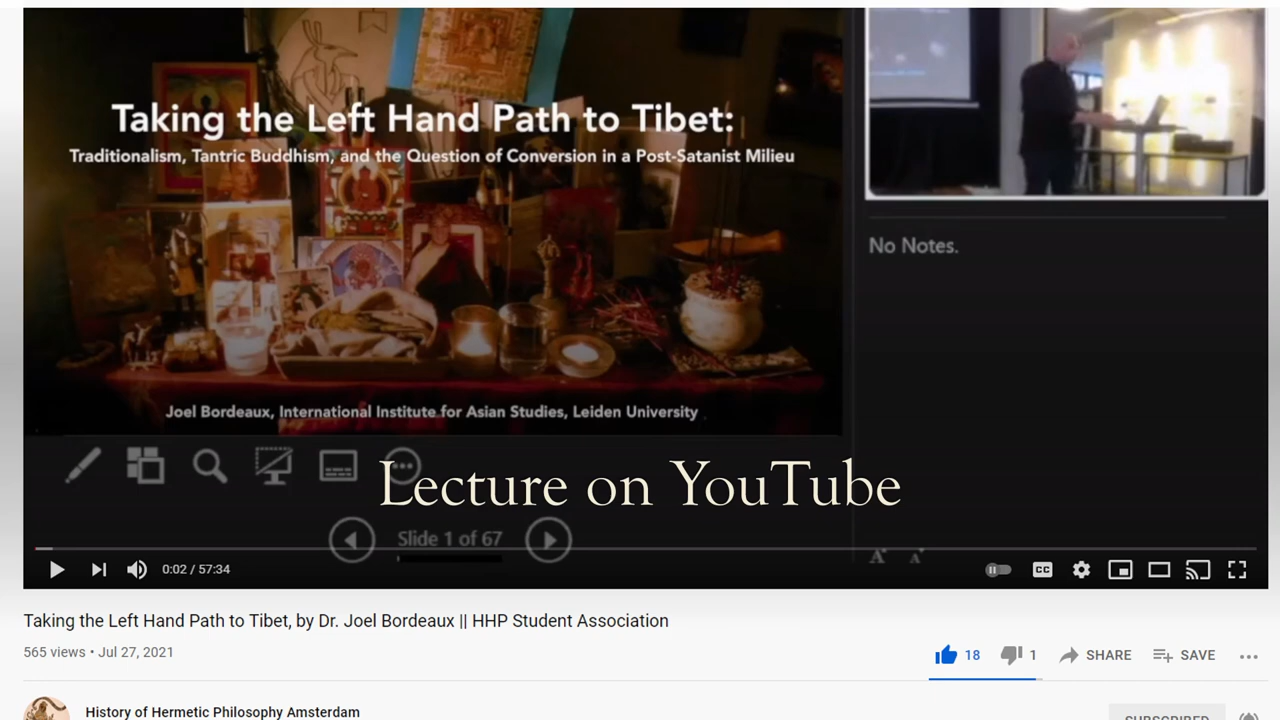 Taking the Left Hand Path to Tibet:
Traditionalism, Tantric Buddhism, and the Question of Conversion in a Post-Satanist Milieu
Joel Bordeaux, International Institute for Asian Studies, Leiden University
No Notes.
Lecture on YouTube
Slide 1 of 67
A A
0:02 / 57:34
CC
Taking the Left Hand Path to Tibet, by Dr. Joel Bordeaux || HHP Student Association
565 views • Jul 27, 2021
18 1 SHARE SAVE
History of Hermetic Philosophy Amsterdam
SUBSCRIBED